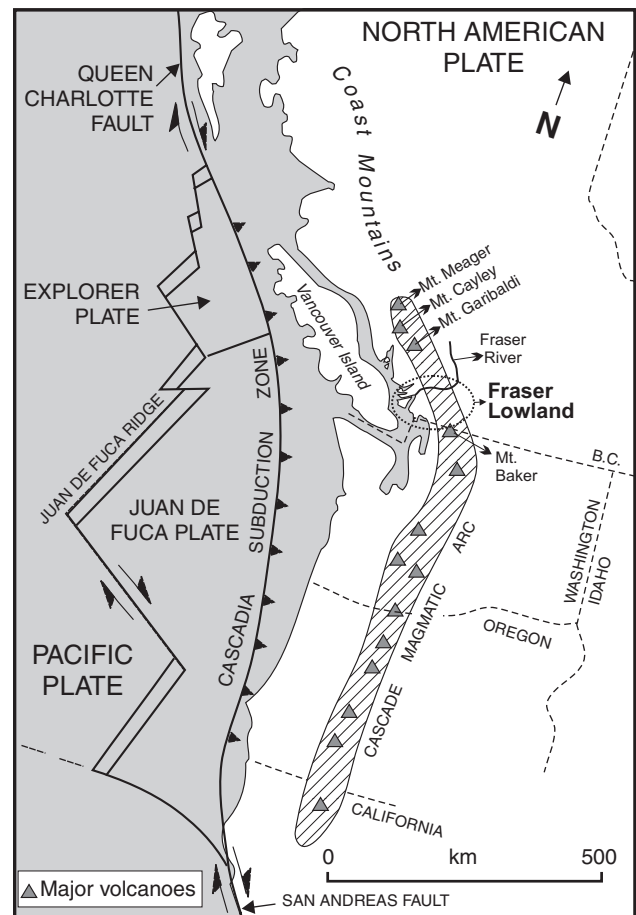 NORTH AMERICAN
PLATE
QUEEN
CHARLOTTE
FAULT
Coast Mountains
N
Mt. Meager
Mt. Cayley
Mt. Garibaldi
EXPLORER
PLATE
Vancouver Island
Fraser
River
Fraser
Lowland
JUAN DE FUCA RIDGE
CASCADIA SUBDUCTION ZONE
Mt.
Baker
B.C.
WASHINGTON
IDAHO
JUAN DE
FUCA PLATE
CASCADE MAGMATIC ARC
OREGON
PACIFIC
PLATE
CALIFORNIA
0 km 500
Major volcanoes
SAN ANDREAS FAULT